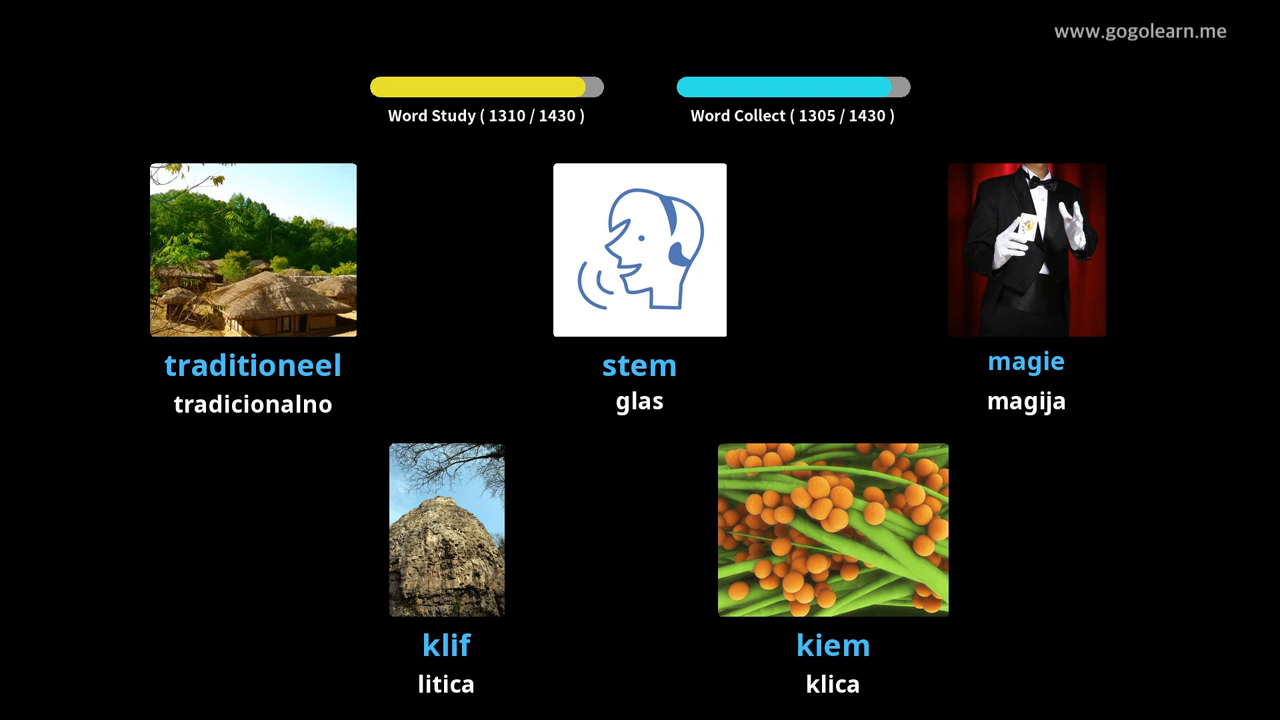 www.gogolearn.me
Word Study ( 1310 / 1430 )
Word Collect ( 1305 / 1430 )
traditioneel
tradicionalno
stem
glas
magie
magija
klif
litica
kiem
klica